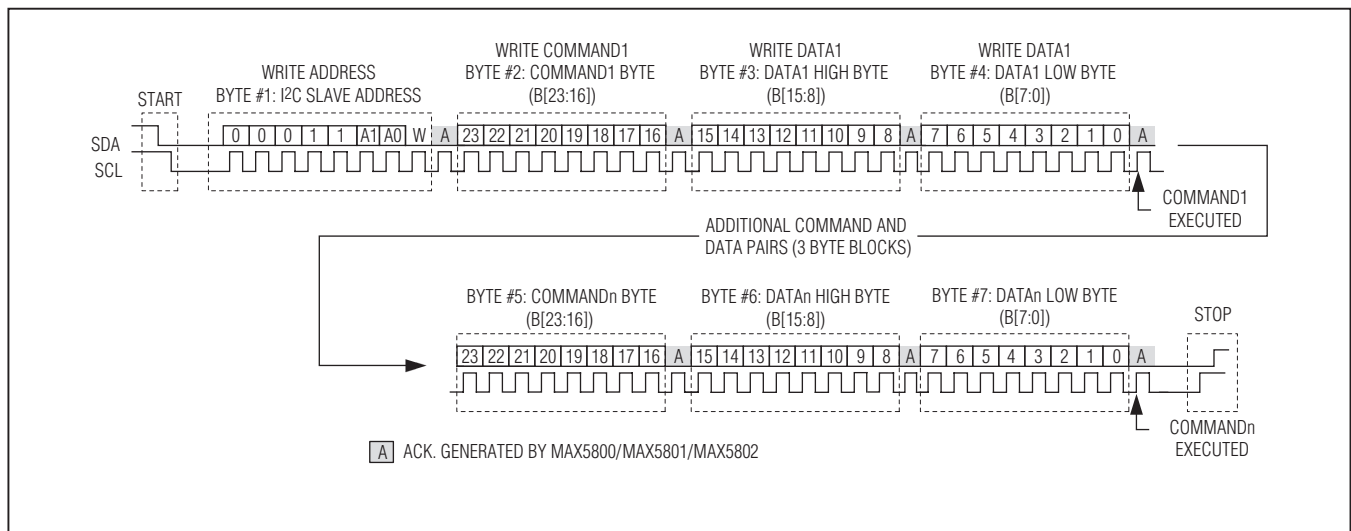 START
WRITE ADDRESS
BYTE #1: I²C SLAVE ADDRESS
WRITE COMMAND1
BYTE #2: COMMAND1 BYTE
(B[23:16])
WRITE DATA1
BYTE #3: DATA1 HIGH BYTE
(B[15:8])
WRITE DATA1
BYTE #4: DATA1 LOW BYTE
(B[7:0])
SDA
0 0 0 1 1 A1 A0 W A 23 22 21 20 19 18 17 16 A 15 14 13 12 11 10 9 8 A 7 6 5 4 3 2 1 0 A
SCL
COMMAND1
EXECUTED
ADDITIONAL COMMAND AND
DATA PAIRS (3 BYTE BLOCKS)
BYTE #5: COMMANDn BYTE
(B[23:16])
BYTE #6: DATAn HIGH BYTE
(B[15:8])
BYTE #7: DATAn LOW BYTE
(B[7:0])
STOP
23 22 21 20 19 18 17 16 A 15 14 13 12 11 10 9 8 A 7 6 5 4 3 2 1 0 A
COMMANDn
EXECUTED
A ACK. GENERATED BY MAX5800/MAX5801/MAX5802